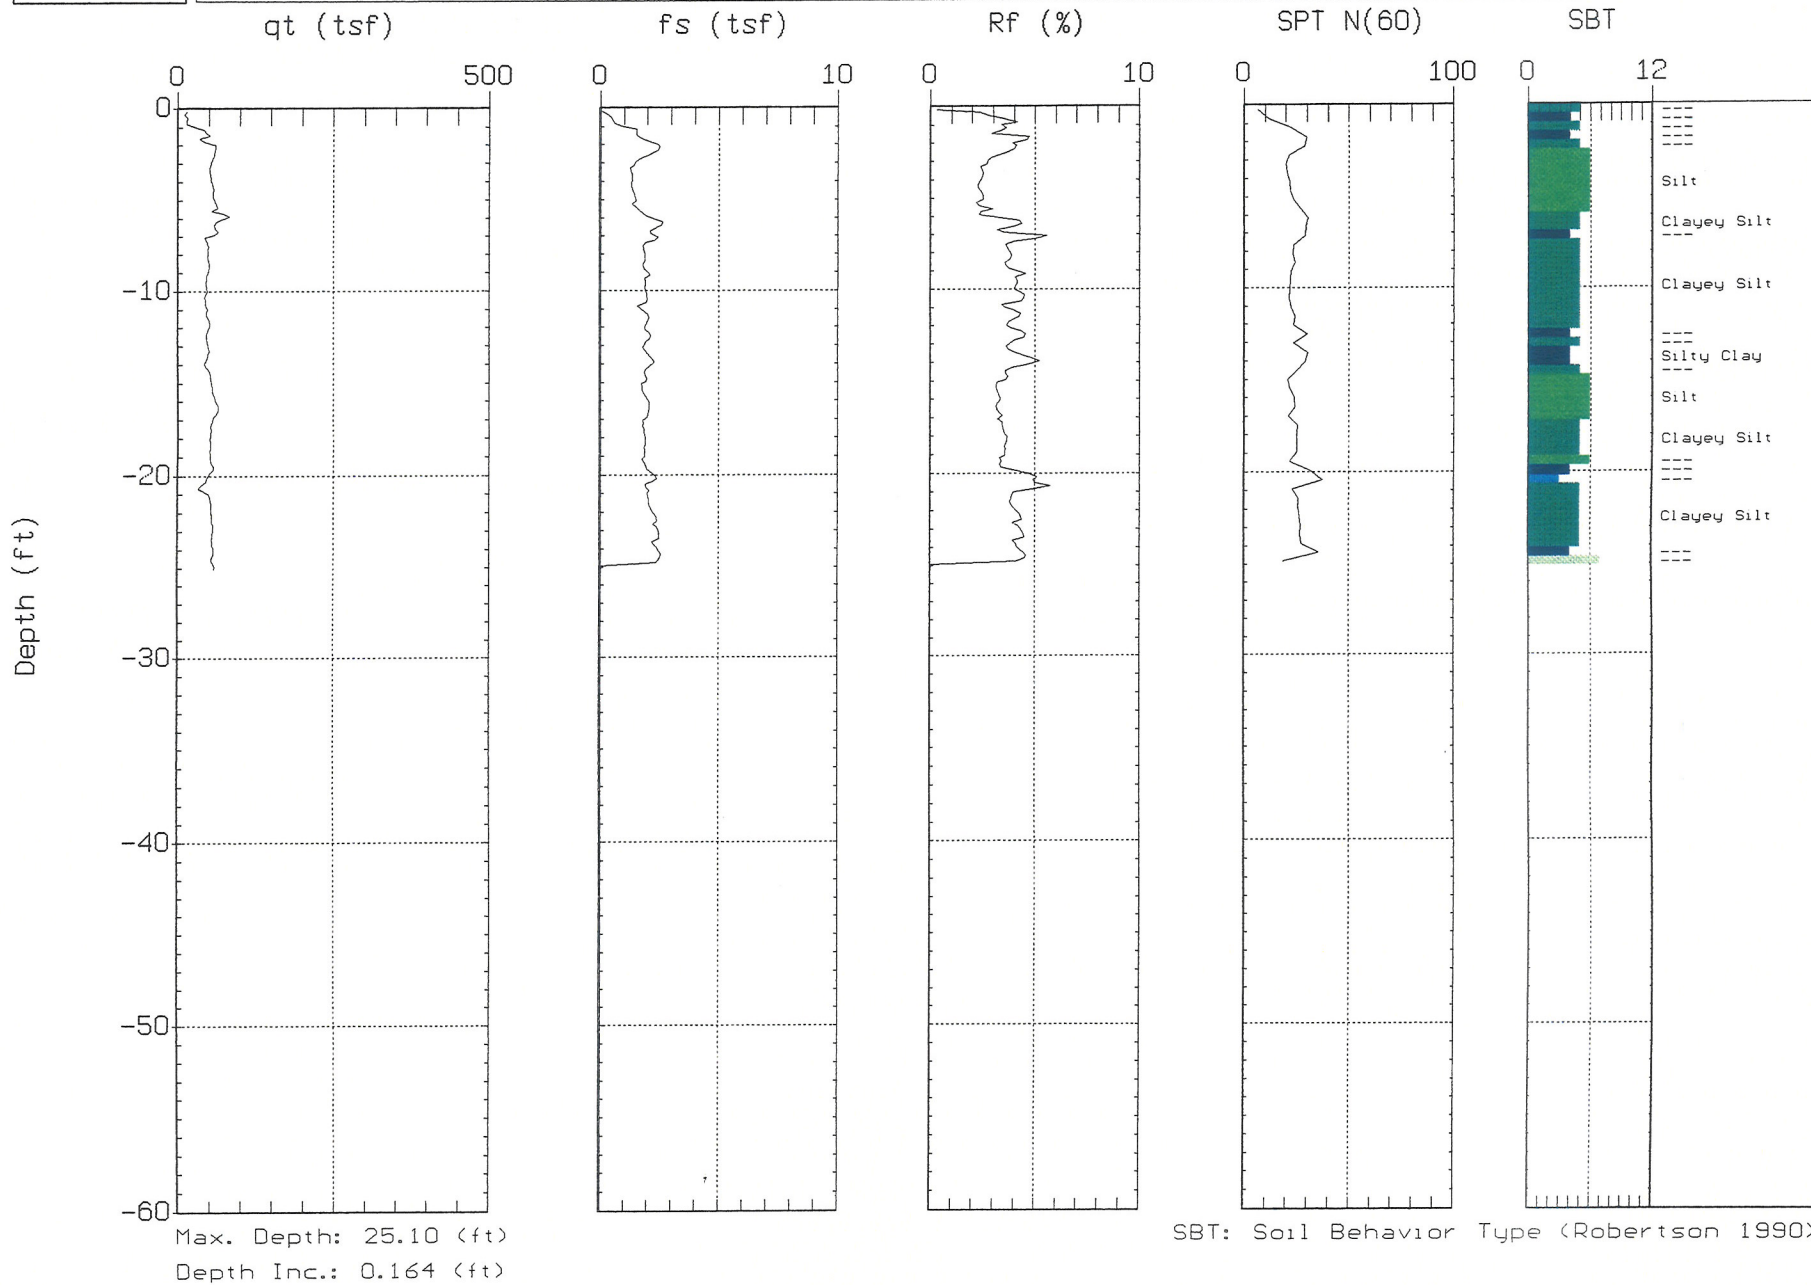 qt (tsf) fs (tsf) Rf (%) SPT N(60) SBT
0 500 0 10 0 10 0 100 0 12
0
Silt
Clayey Silt
---
-10
Clayey Silt
---
---
Silty Clay
---
Silt
Clayey Silt
---
---
-20
---
Clayey Silt
---
---
Depth (ft)
-30
-40
-50
-60
Max. Depth: 25.10 (ft)
Depth Inc.: 0.164 (ft)
SBT: Soil Behavior Type (Robertson 1990)